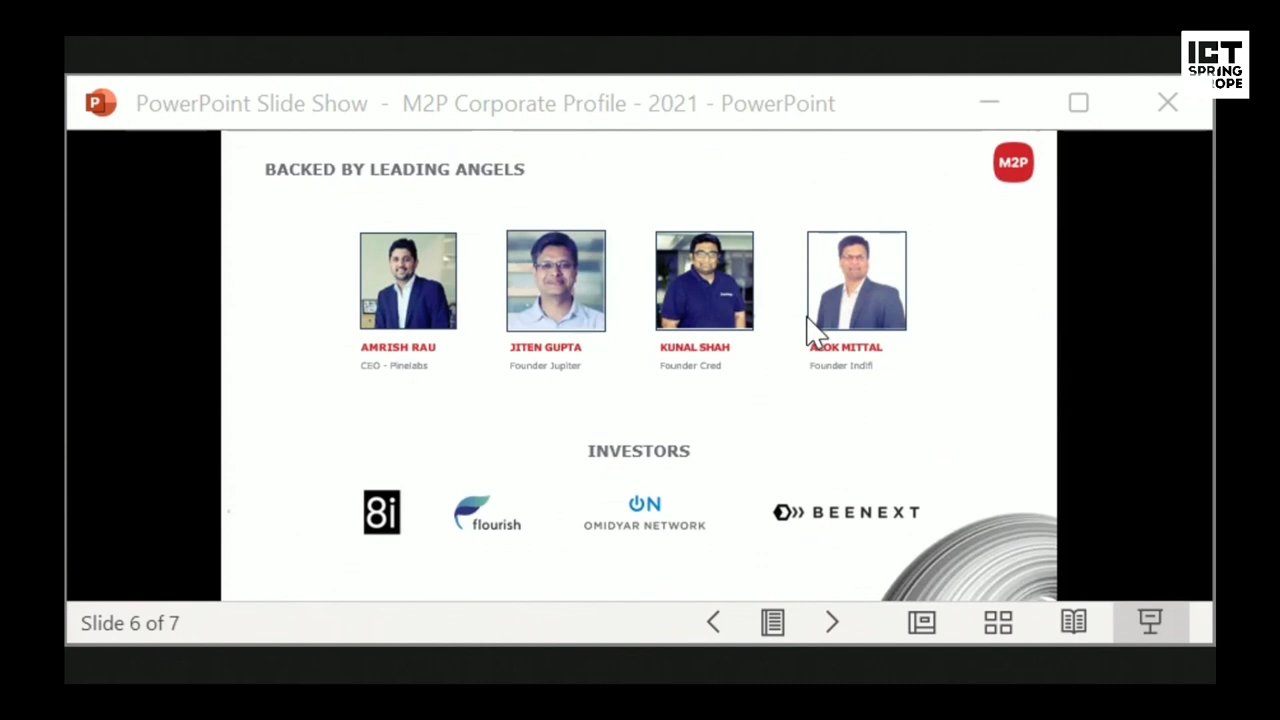 ICT
SPRING
EUROPE
PowerPoint Slide Show - M2P Corporate Profile - 2021 - PowerPoint
BACKED BY LEADING ANGELS
M2P
AMRISH RAU
JITEN GUPTA
KUNAL SHAH
ALOK MITTAL
CEO - Pinelabs
Founder Jupiter
Founder Cred
Founder Indifi
INVESTORS
8i
flourish
ON
OMIDYAR NETWORK
BEENEXT
Slide 6 of 7